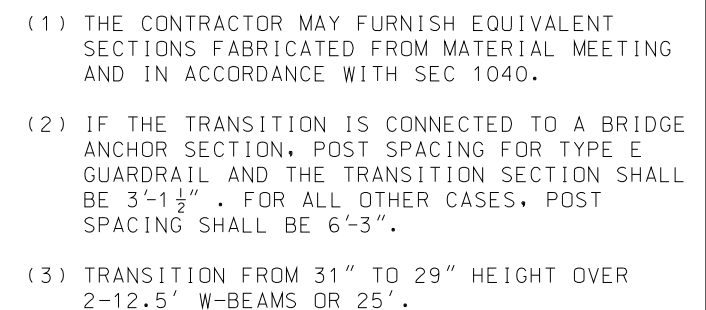 (1) THE CONTRACTOR MAY FURNISH EQUIVALENT
SECTIONS FABRICATED FROM MATERIAL MEETING
AND IN ACCORDANCE WITH SEC 1040.
(2) IF THE TRANSITION IS CONNECTED TO A BRIDGE
ANCHOR SECTION, POST SPACING FOR TYPE E
GUARDRAIL AND THE TRANSITION SECTION SHALL
BE 3'-1 1/2" . FOR ALL OTHER CASES, POST
SPACING SHALL BE 6'-3".
(3) TRANSITION FROM 31" TO 29" HEIGHT OVER
2-12.5' W-BEAMS OR 25'.